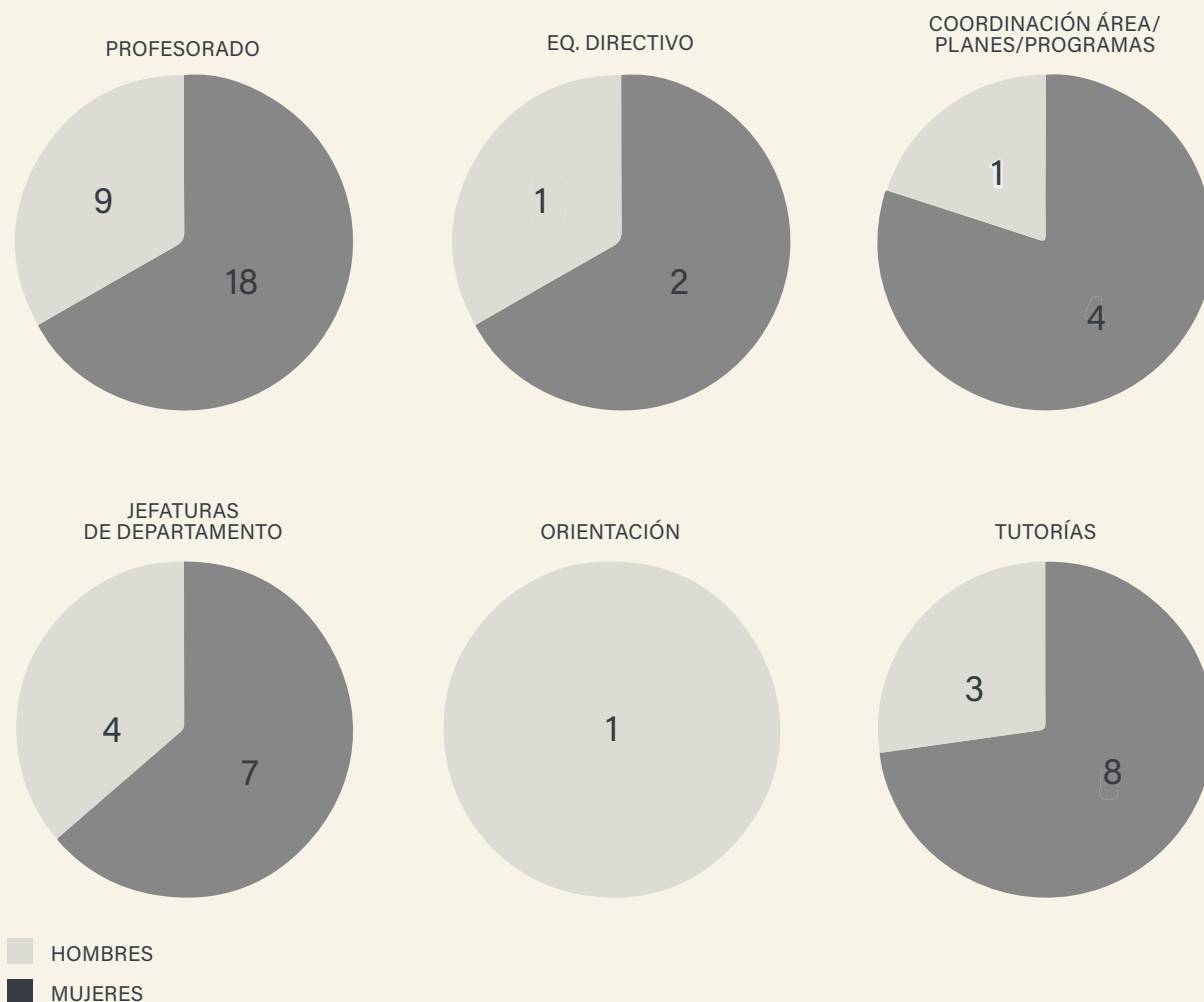 PROFESORADO
EQ. DIRECTIVO
COORDINACIÓN ÁREA/
PLANES/PROGRAMAS
9
18
1
2
1
4
JEFATURAS
DE DEPARTAMENTO
ORIENTACIÓN
TUTORÍAS
4
7
1
3
8
HOMBRES
MUJERES